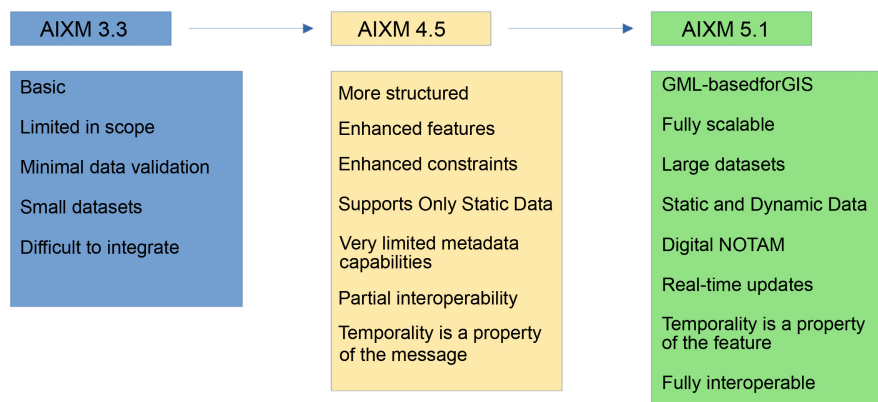 AIXM 3.3
AIXM 4.5
AIXM 5.1
Basic
Limited in scope
Minimal data validation
Small datasets
Difficult to integrate
More structured
Enhanced features
Enhanced constraints
Supports Only Static Data
Very limited metadata
capabilities
Partial interoperability
Temporality is a property
of the message
GML-basedforGIS
Fully scalable
Large datasets
Static and Dynamic Data
Digital NOTAM
Real-time updates
Temporality is a property
of the feature
Fully interoperable